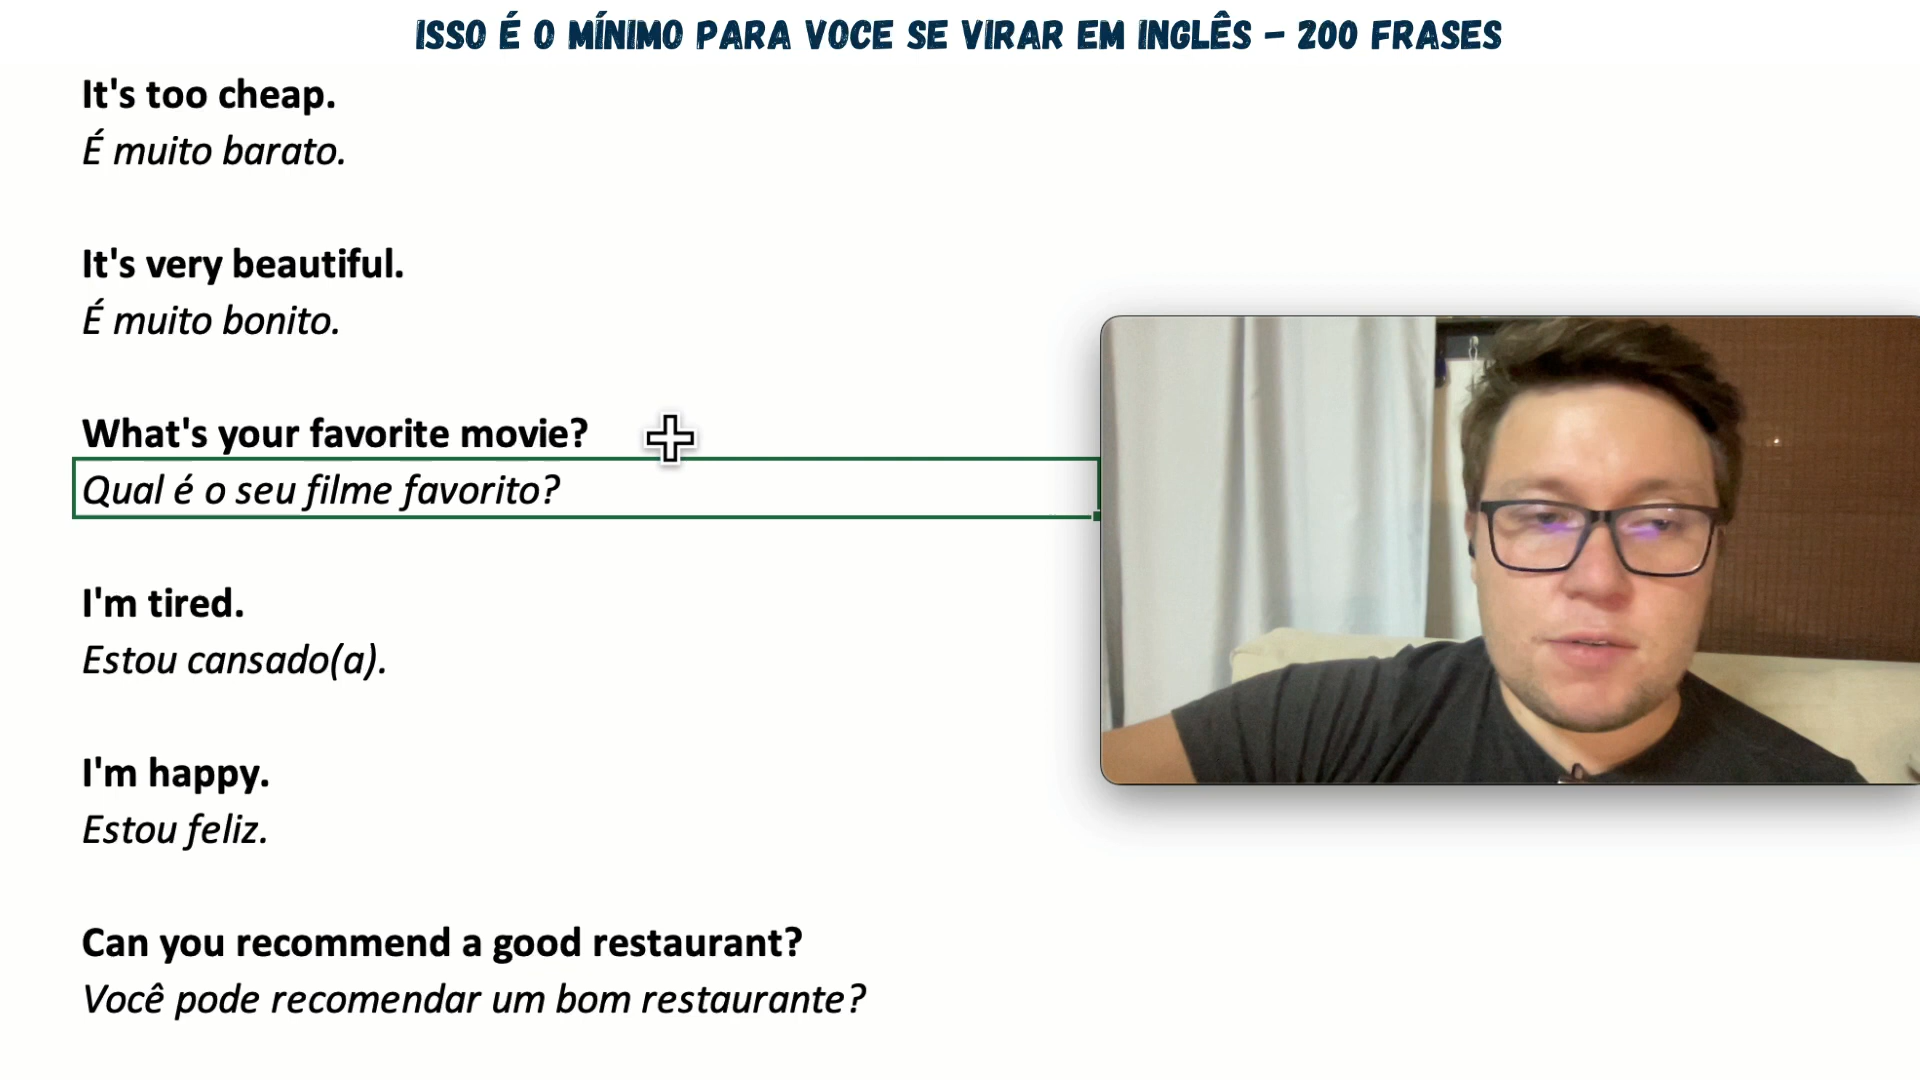 ISSO É O MÍNIMO PARA VOCE SE VIRAR EM INGLÊS – 200 FRASES
It's too cheap.
É muito barato.
It's very beautiful.
É muito bonito.
What's your favorite movie?
Qual é o seu filme favorito?
I'm tired.
Estou cansado(a).
I'm happy.
Estou feliz.
Can you recommend a good restaurant?
Você pode recomendar um bom restaurante?